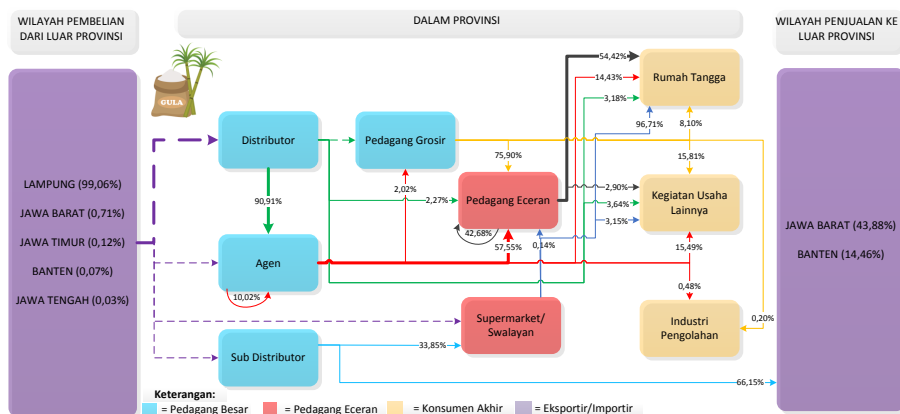 WILAYAH PEMBELIAN
DARI LUAR PROVINSI
DALAM PROVINSI
WILAYAH PENJUALAN KE
LUAR PROVINSI
GULA
LAMPUNG (99,06%)
JAWA BARAT (0,71%)
JAWA TIMUR (0,12%)
BANTEN (0,07%)
JAWA TENGAH (0,03%)
Distributor
Pedagang Grosir
Pedagang Eceran
Agen
Supermarket/
Swalayan
Sub Distributor
Rumah Tangga
Kegiatan Usaha
Lainnya
Industri
Pengolahan
54,42%
14,43%
3,18%
96,71%
8,10%
75,90%
15,81%
2,02%
90,91%
2,27%
2,90%
3,64%
3,15%
42,68%
57,55%
0,14%
15,49%
10,02%
0,48%
0,20%
33,85%
66,15%
JAWA BARAT (43,88%)
BANTEN (14,46%)
Keterangan:
= Pedagang Besar
= Pedagang Eceran
= Konsumen Akhir
= Eksportir/Importir